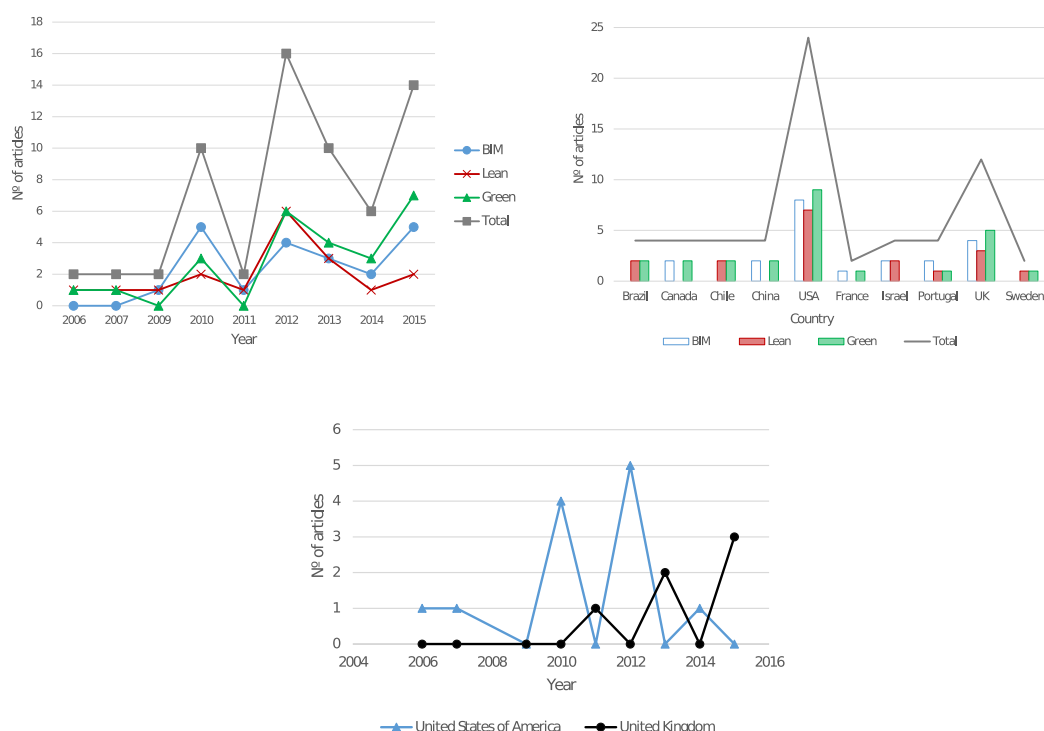 18
16
14
12
10
8
6
4
2
0
Nº of articles
2006 2007 2009 2010 2011 2012 2013 2014 2015
Year
BIM
Lean
Green
Total
25
20
15
10
5
0
Nº of articles
Brazil Canada Chile China USA France Israel Portugal UK Sweden
Country
BIM Lean Green Total
6
5
4
3
2
1
0
Nº of articles
2004 2006 2008 2010 2012 2014 2016
Year
United States of America United Kingdom